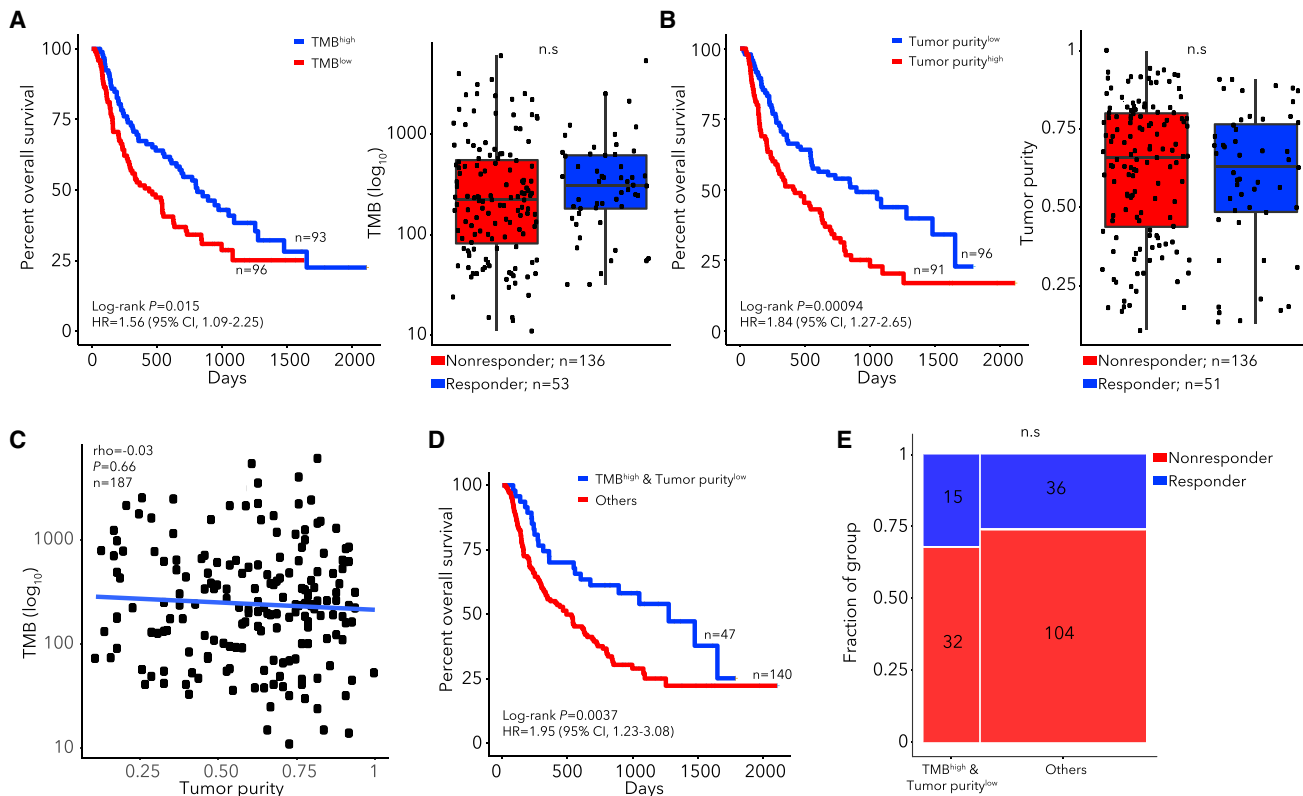 A
100
75
50
25
0
Percent overall survival
TMBhigh
TMBlow
n=93
n=96
Log-rank P=0.015
HR=1.56 (95% CI, 1.09-2.25)
0 500 1000 1500 2000
Days
n.s
TMB (log10)
1000
100
10
Nonresponder; n=136
Responder; n=53
B
100
75
50
25
0
Percent overall survival
Tumor puritylow
Tumor purityhigh
n=96
n=91
Log-rank P=0.00094
HR=1.84 (95% CI, 1.27-2.65)
0 500 1000 1500 2000
Days
n.s
Tumor purity
1
0.75
0.50
0.25
Nonresponder; n=136
Responder; n=51
C
rho=-0.03
P=0.66
n=187
TMB (log10)
1000
100
10
0.25 0.50 0.75 1
Tumor purity
D
100
75
50
25
0
Percent overall survival
TMBhigh & Tumor puritylow
Others
n=47
n=140
Log-rank P=0.0037
HR=1.95 (95% CI, 1.23-3.08)
0 500 1000 1500 2000
Days
E
n.s
Nonresponder
Responder
Fraction of group
1
0.75
0.50
0.25
0
15
36
32
104
TMBhigh &
Tumor puritylow
Others